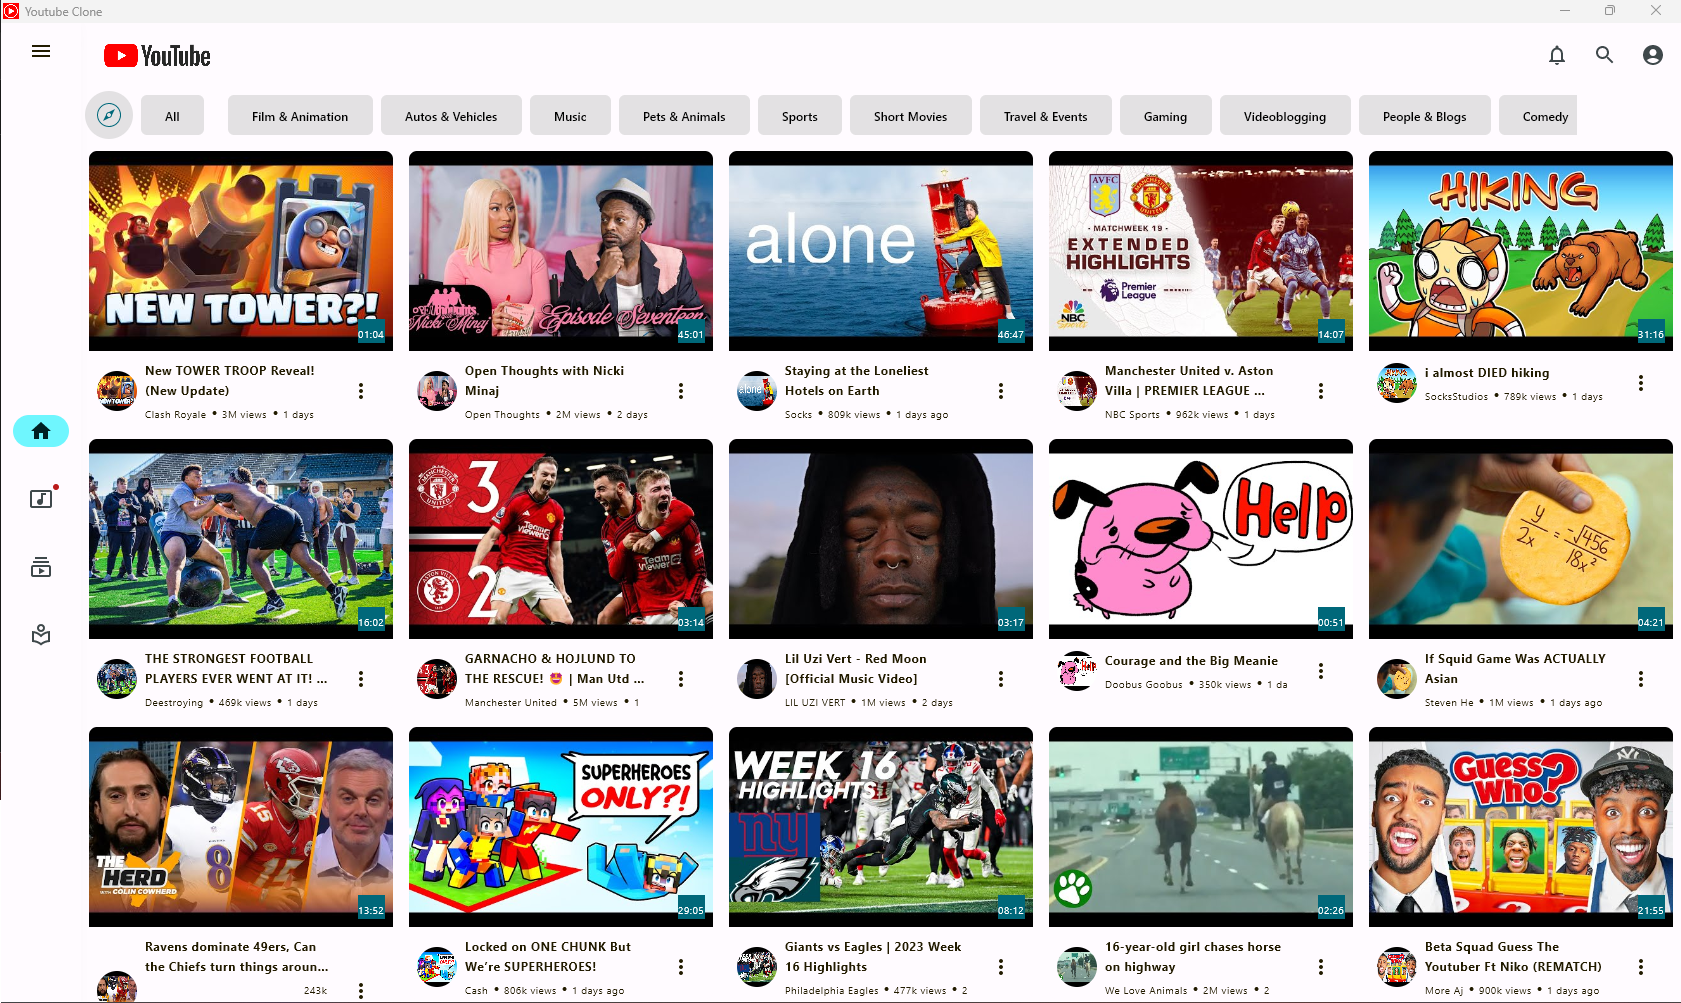 Youtube Clone
YouTube
All
Film & Animation
Autos & Vehicles
Music
Pets & Animals
Sports
Short Movies
Travel & Events
Gaming
Videoblogging
People & Blogs
Comedy
NEW TOWER?!
01:04
Nicki Minaj
Episode Seventeen
45:01
alone
46:47
AVFC
MANCHESTER
UNITED
- MATCHWEEK 19 -
EXTENDED
HIGHLIGHTS
Premier
League
NBC
Sports
14:07
HIKING
31:16
New TOWER TROOP Reveal!
(New Update)
Clash Royale • 3M views • 1 days
Open Thoughts with Nicki
Minaj
Open Thoughts • 2M views • 2 days
Staying at the Loneliest
Hotels on Earth
Socks • 809k views • 1 days ago
Manchester United v. Aston
Villa | PREMIER LEAGUE ...
NBC Sports • 962k views • 1 days
i almost DIED hiking
SocksStudios • 789k views • 1 days
16:02
3
2
TeamViewer
Team
Viewer
03:14
03:17
Help
00:51
y/2x = -√456/18x²
04:21
THE STRONGEST FOOTBALL
PLAYERS EVER WENT AT IT! ...
Deestroying • 469k views • 1 days
GARNACHO & HOJLUND TO
THE RESCUE! 🤩 | Man Utd ...
Manchester United • 5M views • 1
Lil Uzi Vert - Red Moon
[Official Music Video]
LIL UZI VERT • 1M views • 2 days
Courage and the Big Meanie
Doobus Goobus • 350k views • 1 da
If Squid Game Was ACTUALLY
Asian
Steven He • 1M views • 1 days ago
8
15
THE
HERD
WITH COLIN COWHERD
13:52
SUPERHEROES
ONLY?!
29:05
WEEK 16
HIGHLIGHTS
ny
08:12
02:26
Guess
Who?
NY
21:55
Ravens dominate 49ers, Can
the Chiefs turn things aroun...
243k
Locked on ONE CHUNK But
We're SUPERHEROES!
Cash • 806k views • 1 days ago
Giants vs Eagles | 2023 Week
16 Highlights
Philadelphia Eagles • 477k views • 2
16-year-old girl chases horse
on highway
We Love Animals • 2M views • 2
Beta Squad Guess The
Youtuber Ft Niko (REMATCH)
More Aj • 900k views • 1 days ago